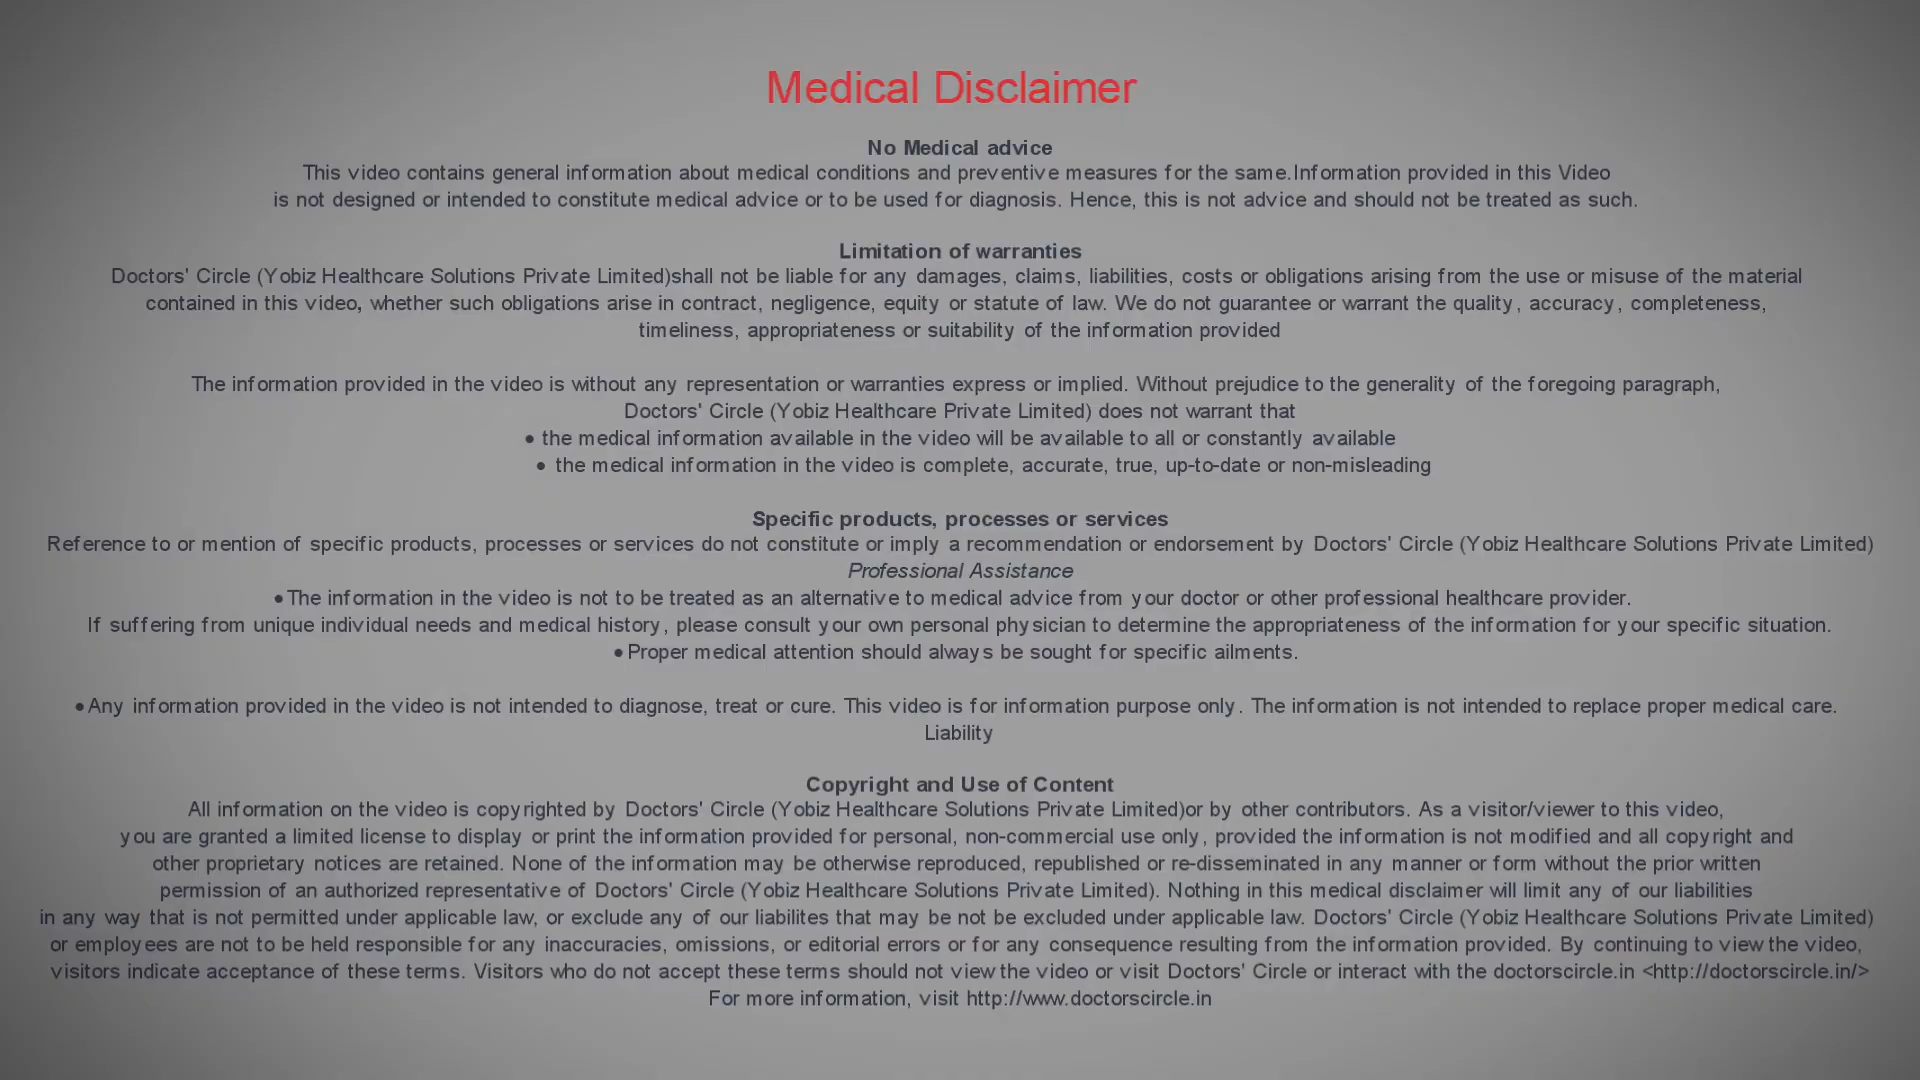 Medical Disclaimer
No Medical advice
This video contains general information about medical conditions and preventive measures for the same.Information provided in this Video
is not designed or intended to constitute medical advice or to be used for diagnosis. Hence, this is not advice and should not be treated as such.
Limitation of warranties
Doctors' Circle (Yobiz Healthcare Solutions Private Limited)shall not be liable for any damages, claims, liabilities, costs or obligations arising from the use or misuse of the material
contained in this video, whether such obligations arise in contract, negligence, equity or statute of law. We do not guarantee or warrant the quality, accuracy, completeness,
timeliness, appropriateness or suitability of the information provided
The information provided in the video is without any representation or warranties express or implied. Without prejudice to the generality of the foregoing paragraph,
Doctors' Circle (Yobiz Healthcare Private Limited) does not warrant that
• the medical information available in the video will be available to all or constantly available
• the medical information in the video is complete, accurate, true, up-to-date or non-misleading
Specific products, processes or services
Reference to or mention of specific products, processes or services do not constitute or imply a recommendation or endorsement by Doctors' Circle (Yobiz Healthcare Solutions Private Limited)
Professional Assistance
•The information in the video is not to be treated as an alternative to medical advice from your doctor or other professional healthcare provider.
If suffering from unique individual needs and medical history, please consult your own personal physician to determine the appropriateness of the information for your specific situation.
•Proper medical attention should always be sought for specific ailments.
•Any information provided in the video is not intended to diagnose, treat or cure. This video is for information purpose only. The information is not intended to replace proper medical care.
Liability
Copyright and Use of Content
All information on the video is copyrighted by Doctors' Circle (Yobiz Healthcare Solutions Private Limited)or by other contributors. As a visitor/viewer to this video,
you are granted a limited license to display or print the information provided for personal, non-commercial use only, provided the information is not modified and all copyright and
other proprietary notices are retained. None of the information may be otherwise reproduced, republished or re-disseminated in any manner or form without the prior written
permission of an authorized representative of Doctors' Circle (Yobiz Healthcare Solutions Private Limited). Nothing in this medical disclaimer will limit any of our liabilities
in any way that is not permitted under applicable law, or exclude any of our liabilites that may be not be excluded under applicable law. Doctors' Circle (Yobiz Healthcare Solutions Private Limited)
or employees are not to be held responsible for any inaccuracies, omissions, or editorial errors or for any consequence resulting from the information provided. By continuing to view the video,
visitors indicate acceptance of these terms. Visitors who do not accept these terms should not view the video or visit Doctors' Circle or interact with the doctorscircle.in <http://doctorscircle.in/>
For more information, visit http://www.doctorscircle.in